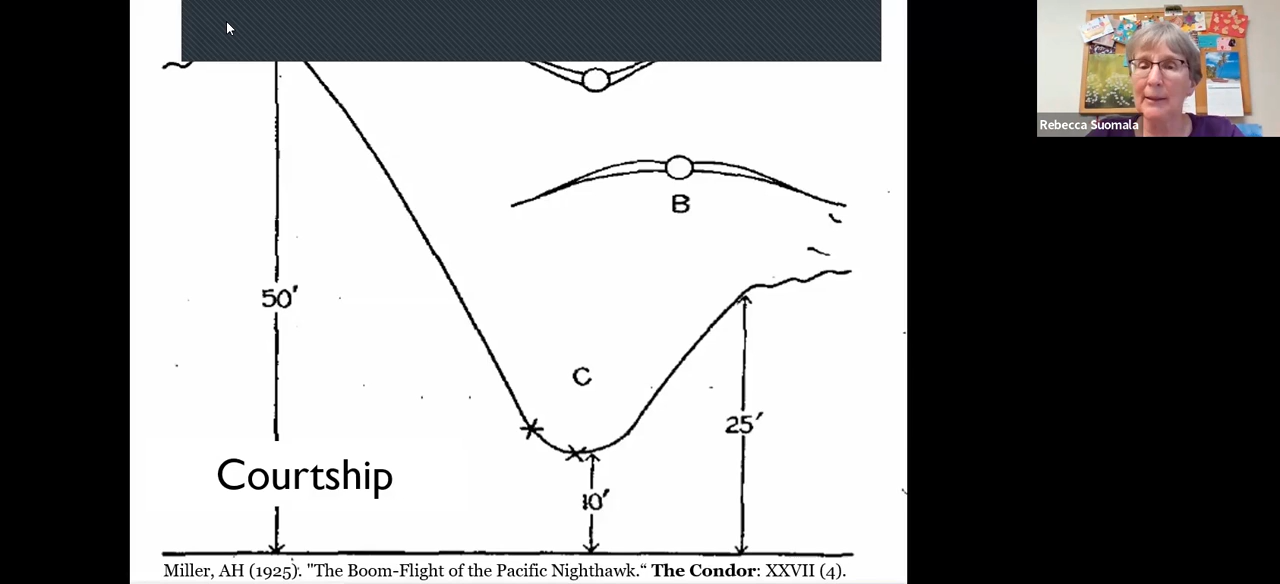 Rebecca Suomala
B
50′
C
25′
Courtship
10′
Miller, AH (1925). "The Boom-Flight of the Pacific Nighthawk.“ The Condor: XXVII (4).